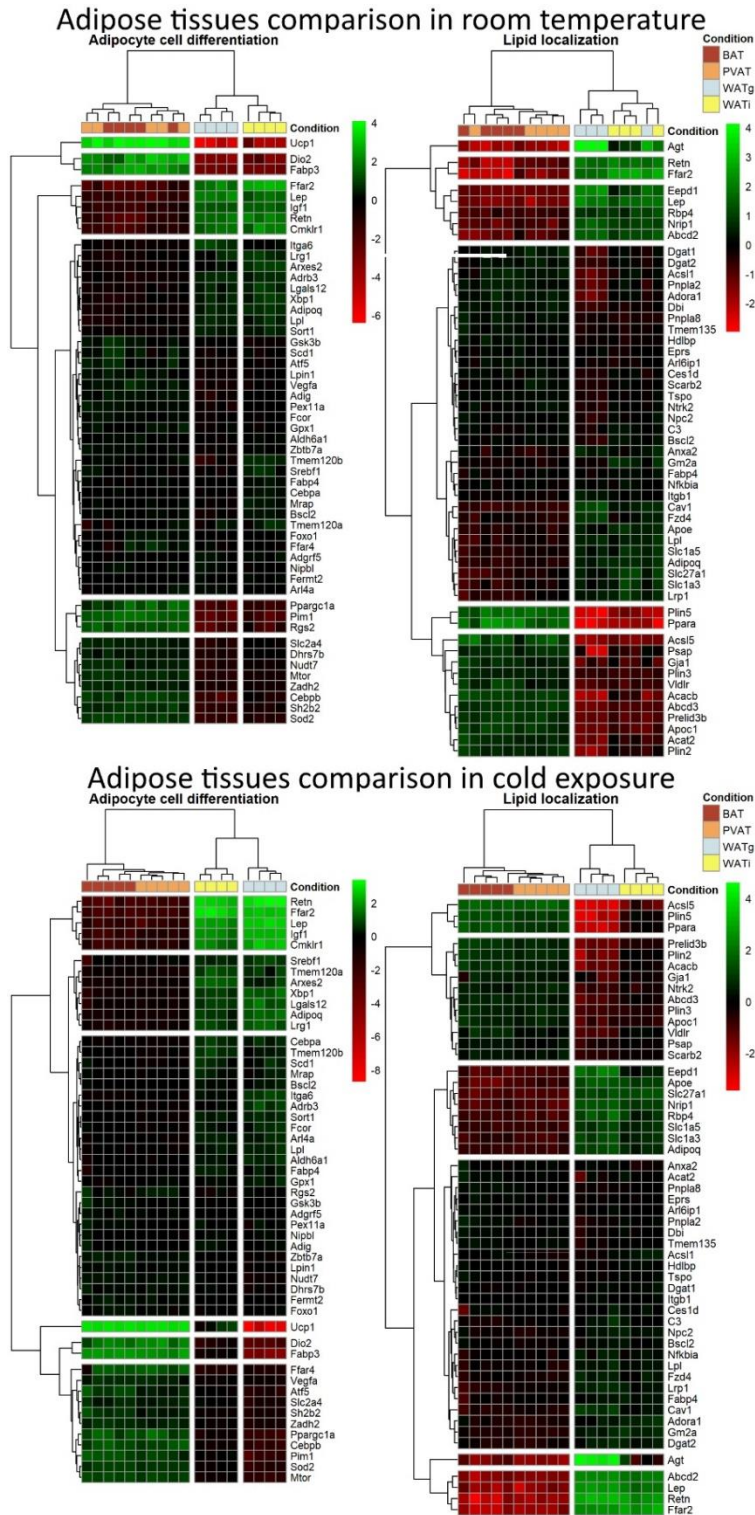 Adipose tissues comparison in room temperature
Adipocyte cell differentiation
Condition
Ucp1
Dio2
Fabp3
Ffar2
Lep
Igf1
Retn
Cmklr1
Itga6
Lrg1
Arxes2
Adrb3
Lgals12
Xbp1
Adipoq
Lpl
Sort1
Gsk3b
Scd1
Atf5
Lpin1
Vegfa
Adig
Pex11a
Fcor
Gpx1
Aldh6a1
Zbtb7a
Tmem120b
Srebf1
Fabp4
Cebpa
Mrap
Bscl2
Tmem120a
Foxo1
Ffar4
Adgrf5
Nipbl
Fermt2
Arl4a
Ppargc1a
Pim1
Rgs2
Slc2a4
Dhrs7b
Nudt7
Mtor
Zadh2
Cebpb
Sh2b2
Sod2
4
2
0
-2
-4
-6
Lipid localization
Condition
BAT
PVAT
WATg
WATi
Condition
Agt
Retn
Ffar2
Eepd1
Lep
Rbp4
Nrip1
Abcd2
Dgat1
Dgat2
Acsl1
Pnpla2
Adora1
Dbi
Pnpla8
Tmem135
Hdlbp
Eprs
Arl6ip1
Ces1d
Scarb2
Tspo
Ntrk2
Npc2
C3
Bscl2
Anxa2
Gm2a
Fabp4
Nfkbia
Itgb1
Cav1
Fzd4
Apoe
Lpl
Slc1a5
Adipoq
Slc27a1
Slc1a3
Lrp1
Plin5
Ppara
Acsl5
Psap
Gja1
Plin3
Vldlr
Acacb
Abcd3
Prelid3b
Apoc1
Acat2
Plin2
4
3
2
1
0
-1
-2
Adipose tissues comparison in cold exposure
Adipocyte cell differentiation
Condition
Retn
Ffar2
Lep
Igf1
Cmklr1
Srebf1
Tmem120a
Arxes2
Xbp1
Lgals12
Adipoq
Lrg1
Cebpa
Tmem120b
Scd1
Mrap
Bscl2
Itga6
Adrb3
Sort1
Fcor
Arl4a
Lpl
Aldh6a1
Fabp4
Gpx1
Rgs2
Gsk3b
Adgrf5
Pex11a
Nipbl
Adig
Zbtb7a
Lpin1
Nudt7
Dhrs7b
Fermt2
Foxo1
Ucp1
Dio2
Fabp3
Ffar4
Vegfa
Atf5
Slc2a4
Sh2b2
Zadh2
Ppargc1a
Cebpb
Pim1
Sod2
Mtor
2
0
-2
-4
-6
-8
Lipid localization
Condition
BAT
PVAT
WATg
WATi
Condition
Acsl5
Plin5
Ppara
Prelid3b
Plin2
Acacb
Gja1
Ntrk2
Abcd3
Plin3
Apoc1
Vldlr
Psap
Scarb2
Eepd1
Apoe
Slc27a1
Nrip1
Rbp4
Slc1a5
Slc1a3
Adipoq
Anxa2
Acat2
Pnpla8
Eprs
Arl6ip1
Pnpla2
Dbi
Tmem135
Acsl1
Hdlbp
Tspo
Dgat1
Itgb1
Ces1d
C3
Npc2
Bscl2
Nfkbia
Lpl
Fzd4
Lrp1
Fabp4
Cav1
Adora1
Gm2a
Dgat2
Agt
Abcd2
Lep
Retn
Ffar2
4
2
0
-2